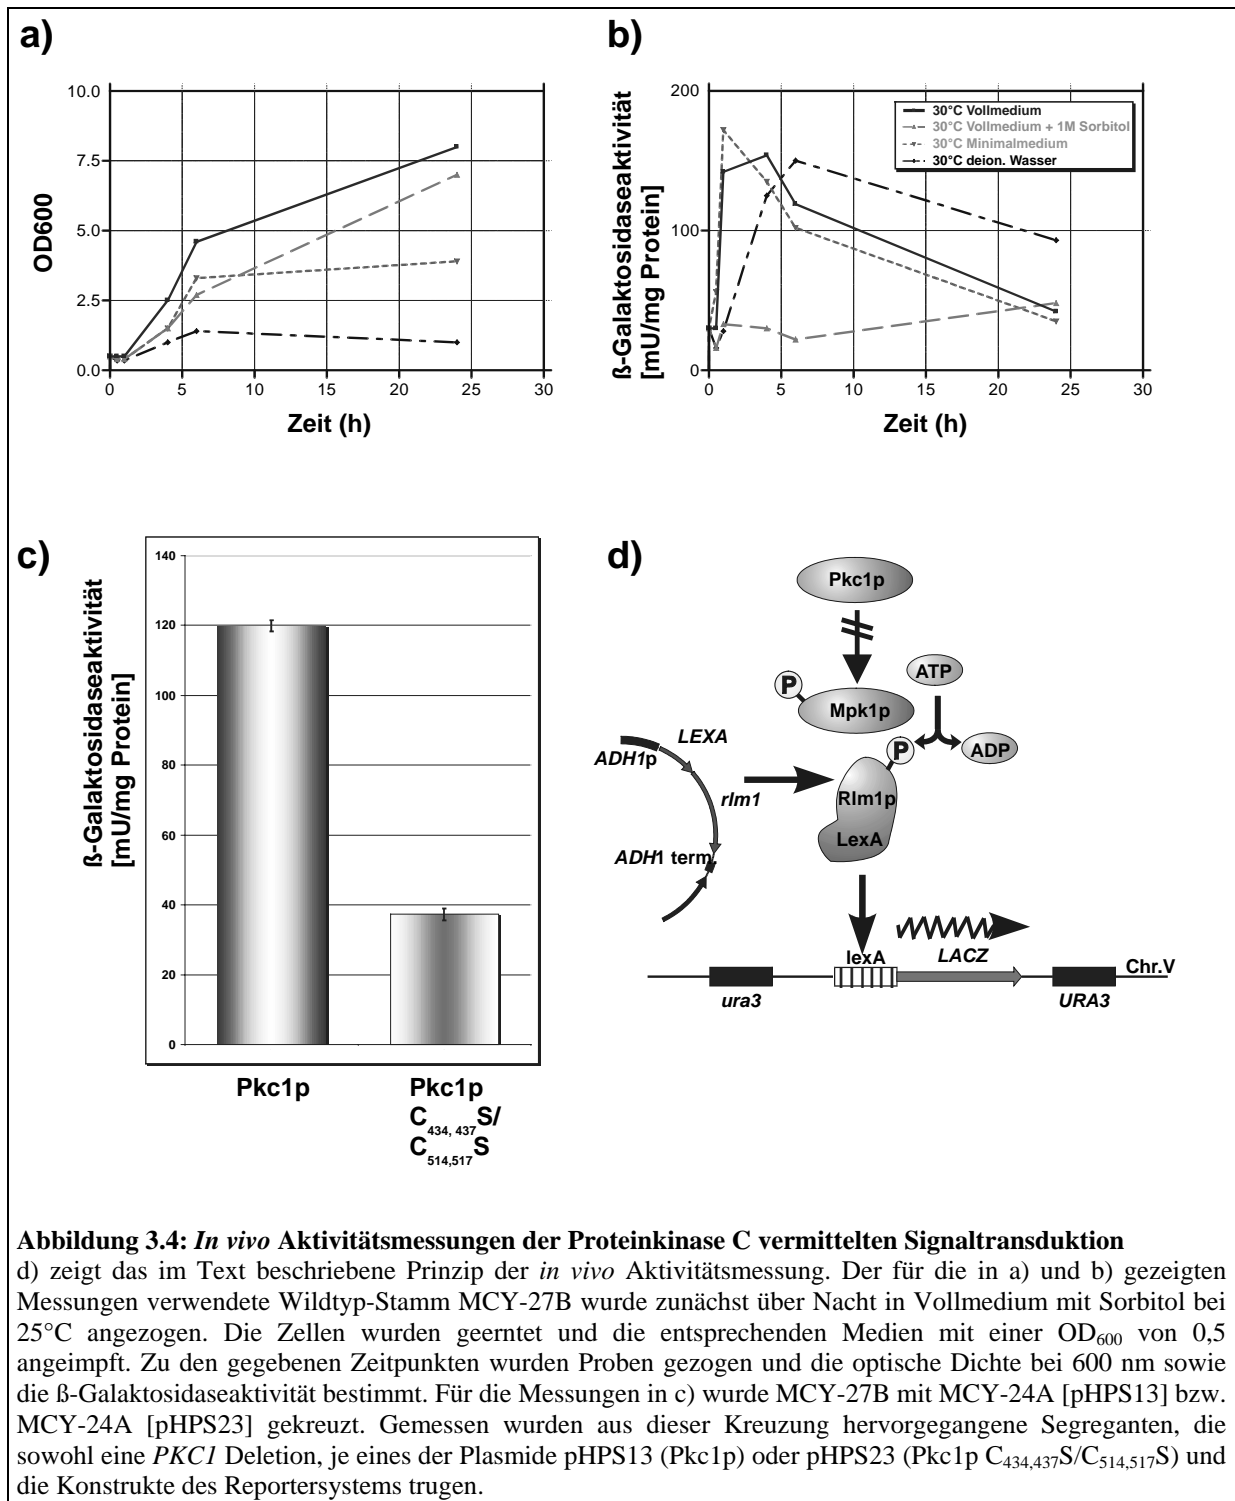 a)
10.0
7.5
5.0
2.5
0.0
OD600
0 5 10 15 20 25 30
Zeit (h)
b)
200
100
0
ß-Galaktosidaseaktivität
[mU/mg Protein]
30°C Vollmedium
30°C Vollmedium + 1M Sorbitol
30°C Minimalmedium
30°C deion. Wasser
0 5 10 15 20 25 30
Zeit (h)
c)
140
120
100
80
60
40
20
0
ß-Galaktosidaseaktivität
[mU/mg Protein]
Pkc1p
Pkc1p
C434, 437S/
C514,517S
d)
Pkc1p
P
Mpk1p
ATP
P
ADP
LEXA
ADH1p
rlm1
Rlm1p
LexA
ADH1 term
lexA
LACZ
Chr.V
ura3
URA3
Abbildung 3.4: In vivo Aktivitätsmessungen der Proteinkinase C vermittelten Signaltransduktion
d) zeigt das im Text beschriebene Prinzip der in vivo Aktivitätsmessung. Der für die in a) und b) gezeigten
Messungen verwendete Wildtyp-Stamm MCY-27B wurde zunächst über Nacht in Vollmedium mit Sorbitol bei
25°C angezogen. Die Zellen wurden geerntet und die entsprechenden Medien mit einer OD600 von 0,5
angeimpft. Zu den gegebenen Zeitpunkten wurden Proben gezogen und die optische Dichte bei 600 nm sowie
die ß-Galaktosidaseaktivität bestimmt. Für die Messungen in c) wurde MCY-27B mit MCY-24A [pHPS13] bzw.
MCY-24A [pHPS23] gekreuzt. Gemessen wurden aus dieser Kreuzung hervorgegangene Segreganten, die
sowohl eine PKC1 Deletion, je eines der Plasmide pHPS13 (Pkc1p) oder pHPS23 (Pkc1p C434,437S/C514,517S) und
die Konstrukte des Reportersystems trugen.